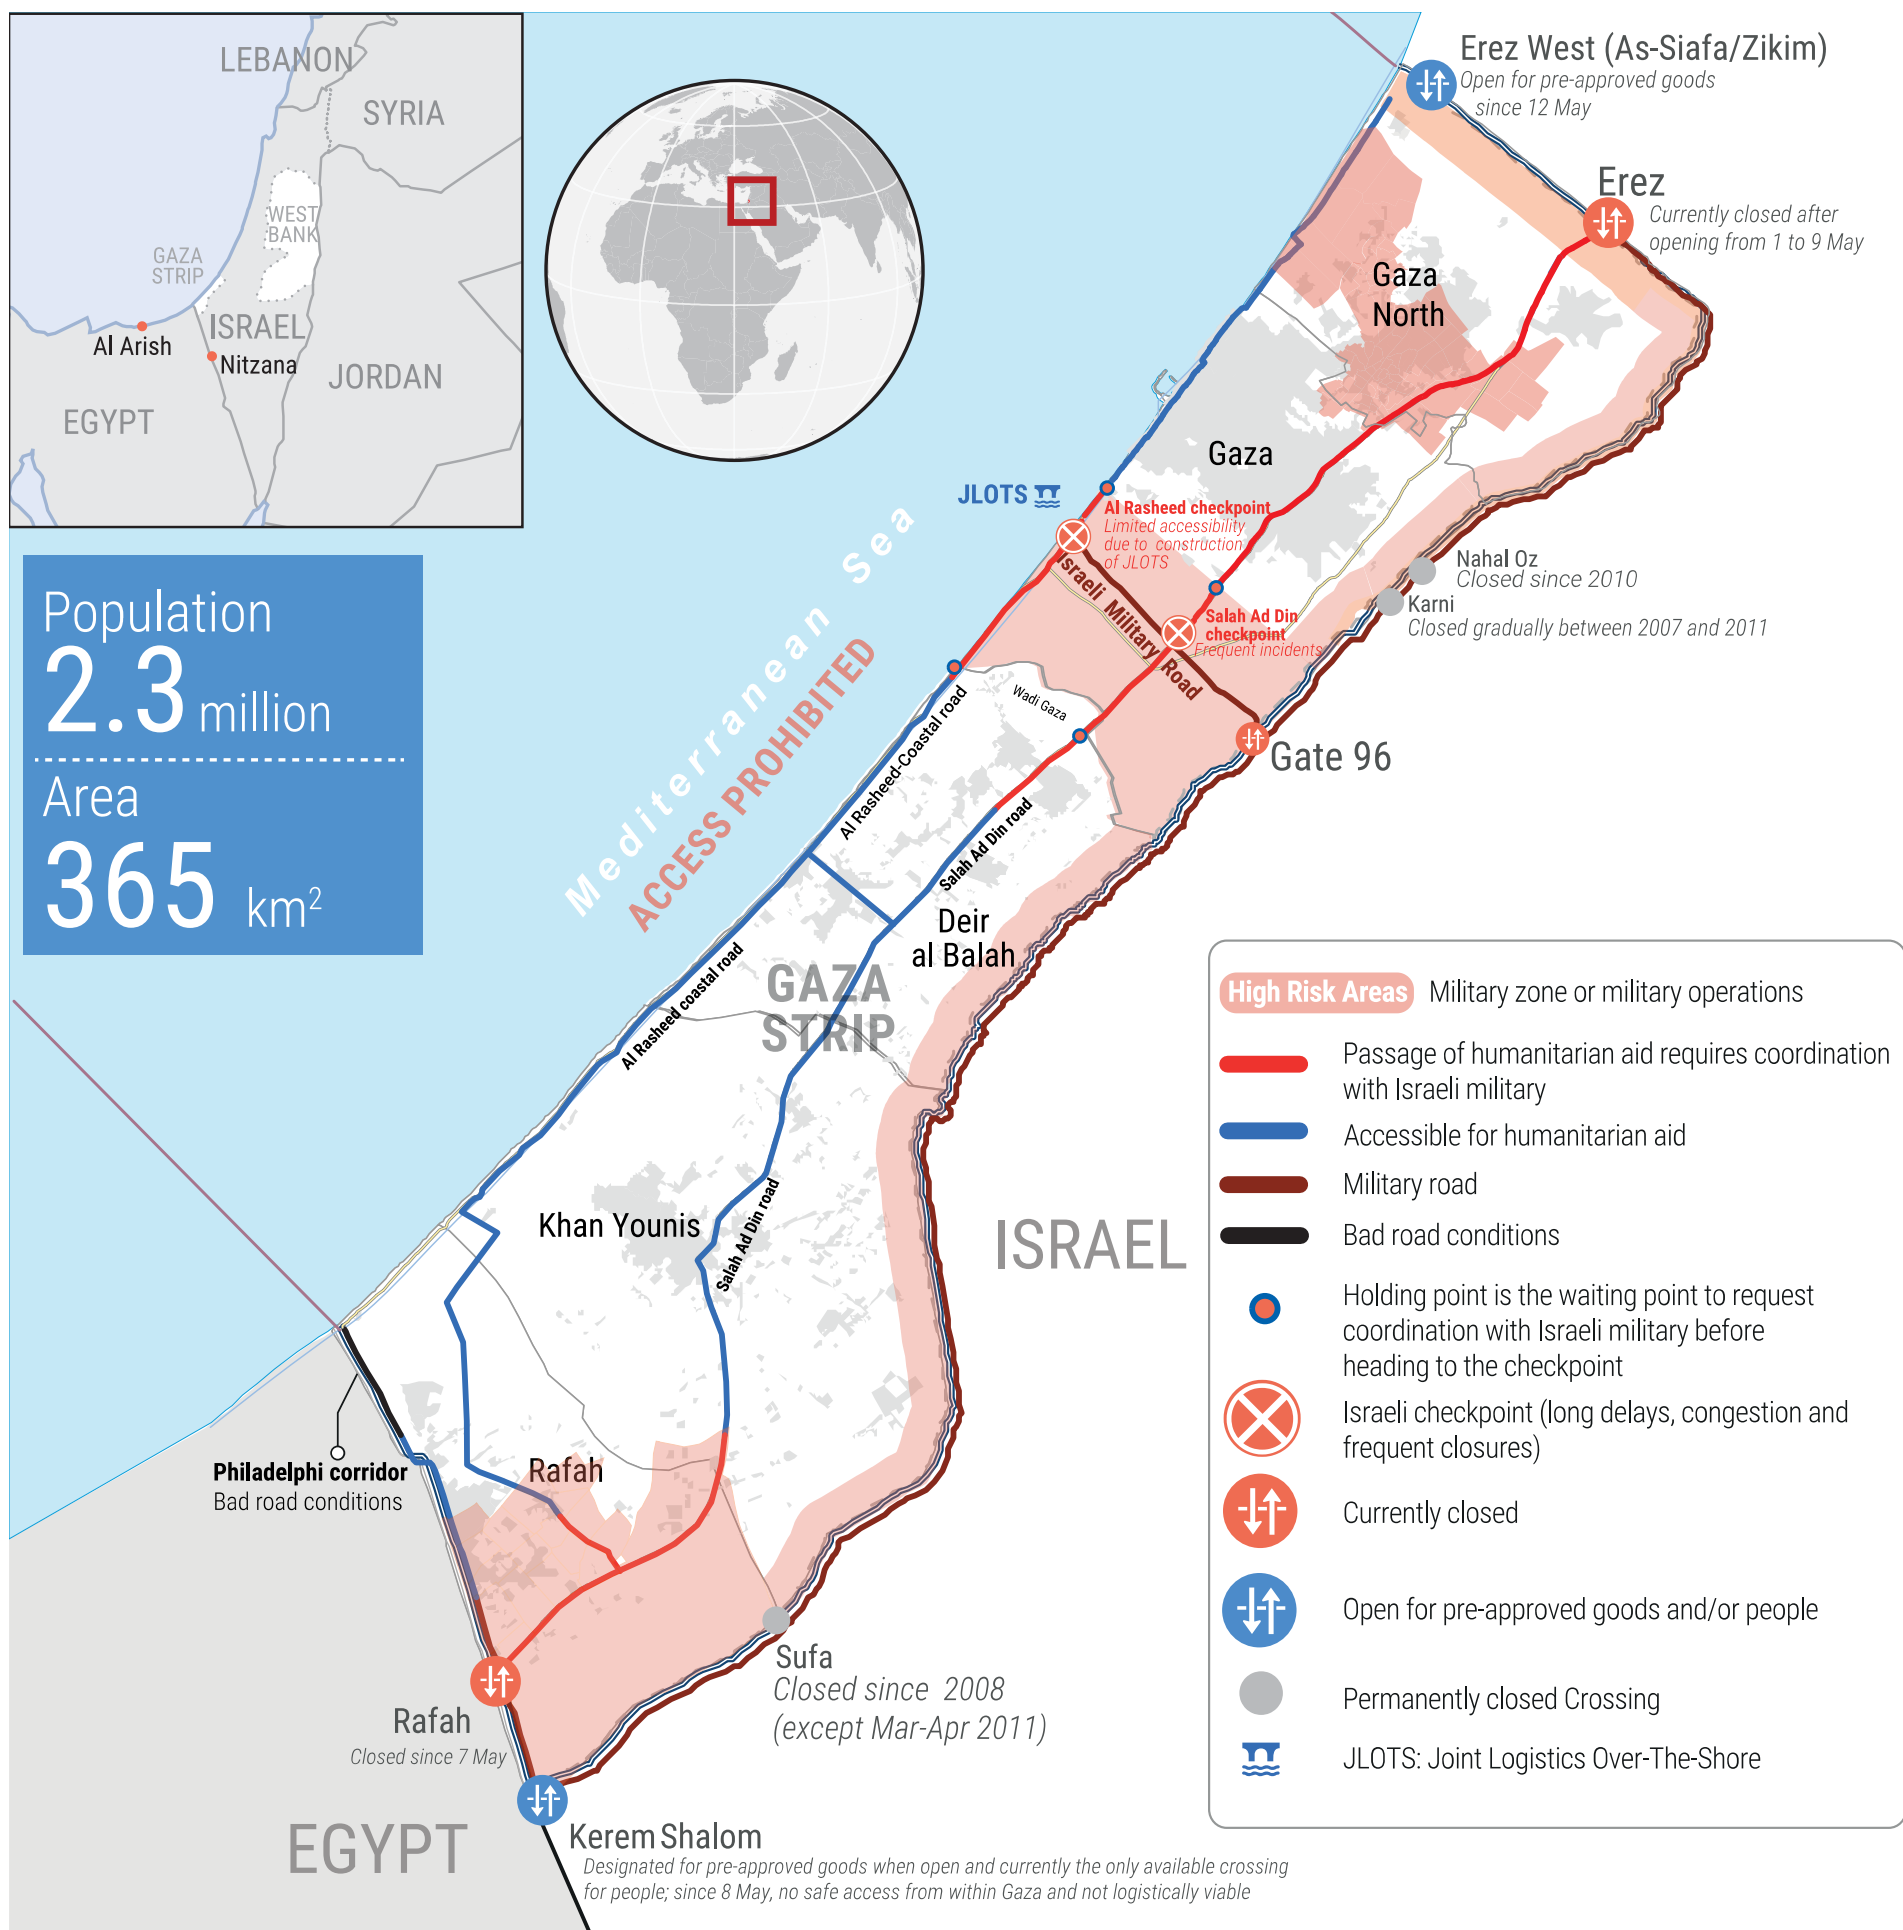 LEBANON
SYRIA
WEST
BANK
GAZA
STRIP
ISRAEL
Al Arish
Nitzana
JORDAN
EGYPT
Erez West (As-Siafa/Zikim)
Open for pre-approved goods
since 12 May
Erez
Currently closed after
opening from 1 to 9 May
Gaza
North
Gaza
JLOTS
Al Rasheed checkpoint
Limited accessibility
due to construction
of JLOTS
Israeli Military Road
Salah Ad Din
checkpoint
Frequent incidents
Nahal Oz
Closed since 2010
Karni
Closed gradually between 2007 and 2011
Gate 96
Population
2.3 million
Area
365 km²
Mediterranean Sea
ACCESS PROHIBITED
Wadi Gaza
Al Rasheed-Coastal road
Salah Ad Din road
Deir
al Balah
GAZA
STRIP
Al Rasheed coastal road
Khan Younis
Salah Ad Din road
ISRAEL
Rafah
Philadelphi corridor
Bad road conditions
Sufa
Closed since 2008
(except Mar-Apr 2011)
Rafah
Closed since 7 May
EGYPT
Kerem Shalom
Designated for pre-approved goods when open and currently the only available crossing
for people; since 8 May, no safe access from within Gaza and not logistically viable
High Risk Areas Military zone or military operations
Passage of humanitarian aid requires coordination
with Israeli military
Accessible for humanitarian aid
Military road
Bad road conditions
Holding point is the waiting point to request
coordination with Israeli military before
heading to the checkpoint
Israeli checkpoint (long delays, congestion and
frequent closures)
Currently closed
Open for pre-approved goods and/or people
Permanently closed Crossing
JLOTS: Joint Logistics Over-The-Shore